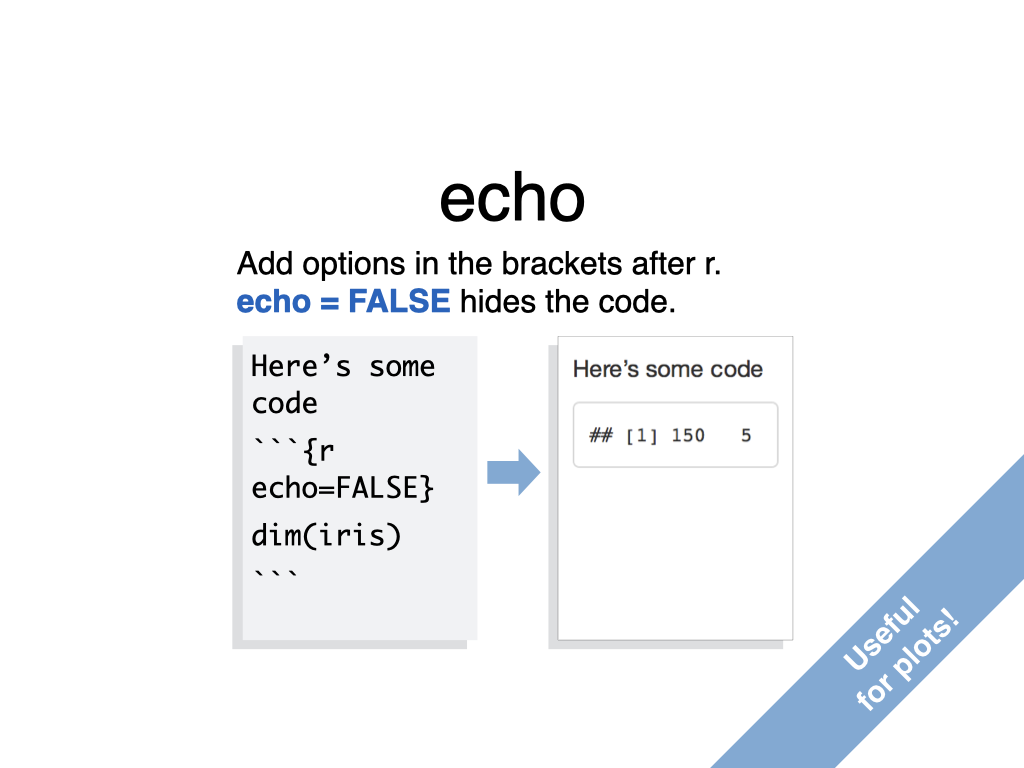 echo
Add options in the brackets after r.
echo = FALSE hides the code.
Here’s some
code
```{r
echo=FALSE}
dim(iris)
```
Here’s some code
## [1] 150   5
Useful
for plots!